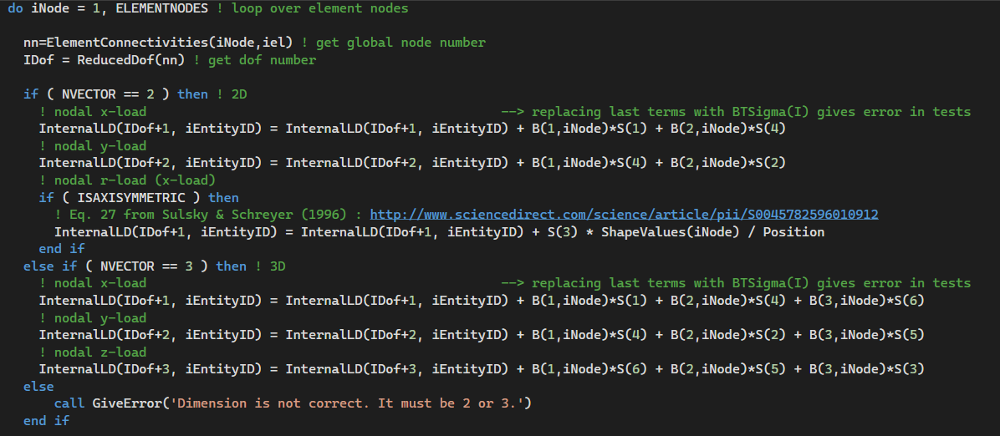 do iNode = 1, ELEMENTNODES ! loop over element nodes
nn=ElementConnectivities(iNode,iel) ! get global node number
IDof = ReducedDof(nn) ! get dof number
if ( NVECTOR == 2 ) then ! 2D
! nodal x-load --> replacing last terms with BTSigma(I) gives error in tests
InternalLD(IDof+1, iEntityID) = InternalLD(IDof+1, iEntityID) + B(1,iNode)*S(1) + B(2,iNode)*S(4)
! nodal y-load
InternalLD(IDof+2, iEntityID) = InternalLD(IDof+2, iEntityID) + B(1,iNode)*S(4) + B(2,iNode)*S(2)
! nodal r-load (x-load)
if ( ISAXISYMMETRIC ) then
! Eq. 27 from Sulsky & Schreyer (1996) : http://www.sciencedirect.com/science/article/pii/S0045782596010912
InternalLD(IDof+1, iEntityID) = InternalLD(IDof+1, iEntityID) + S(3) * ShapeValues(iNode) / Position
end if
else if ( NVECTOR == 3 ) then ! 3D
! nodal x-load --> replacing last terms with BTSigma(I) gives error in tests
InternalLD(IDof+1, iEntityID) = InternalLD(IDof+1, iEntityID) + B(1,iNode)*S(1) + B(2,iNode)*S(4) + B(3,iNode)*S(6)
! nodal y-load
InternalLD(IDof+2, iEntityID) = InternalLD(IDof+2, iEntityID) + B(1,iNode)*S(4) + B(2,iNode)*S(2) + B(3,iNode)*S(5)
! nodal z-load
InternalLD(IDof+3, iEntityID) = InternalLD(IDof+3, iEntityID) + B(1,iNode)*S(6) + B(2,iNode)*S(5) + B(3,iNode)*S(3)
else
call GiveError('Dimension is not correct. It must be 2 or 3.')
end if